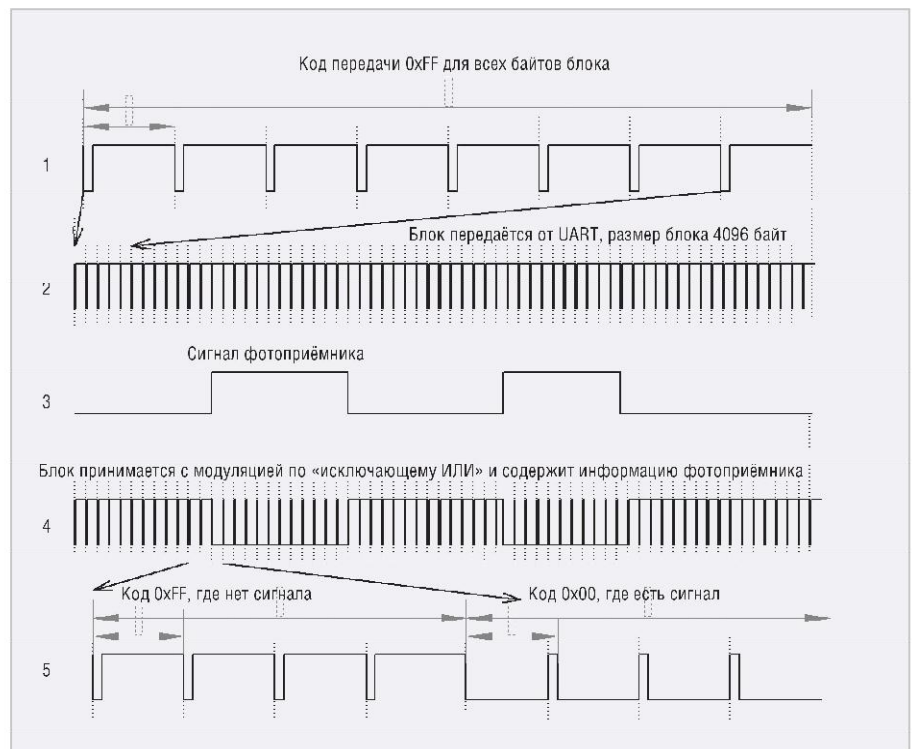 Код передачи 0xFF для всех байтов блока
1
Блок передаётся от UART, размер блока 4096 байт
2
Сигнал фотоприёмника
3
Блок принимается с модуляцией по «исключающему ИЛИ» и содержит информацию фотоприёмника
4
Код 0xFF, где нет сигнала
Код 0x00, где есть сигнал
5